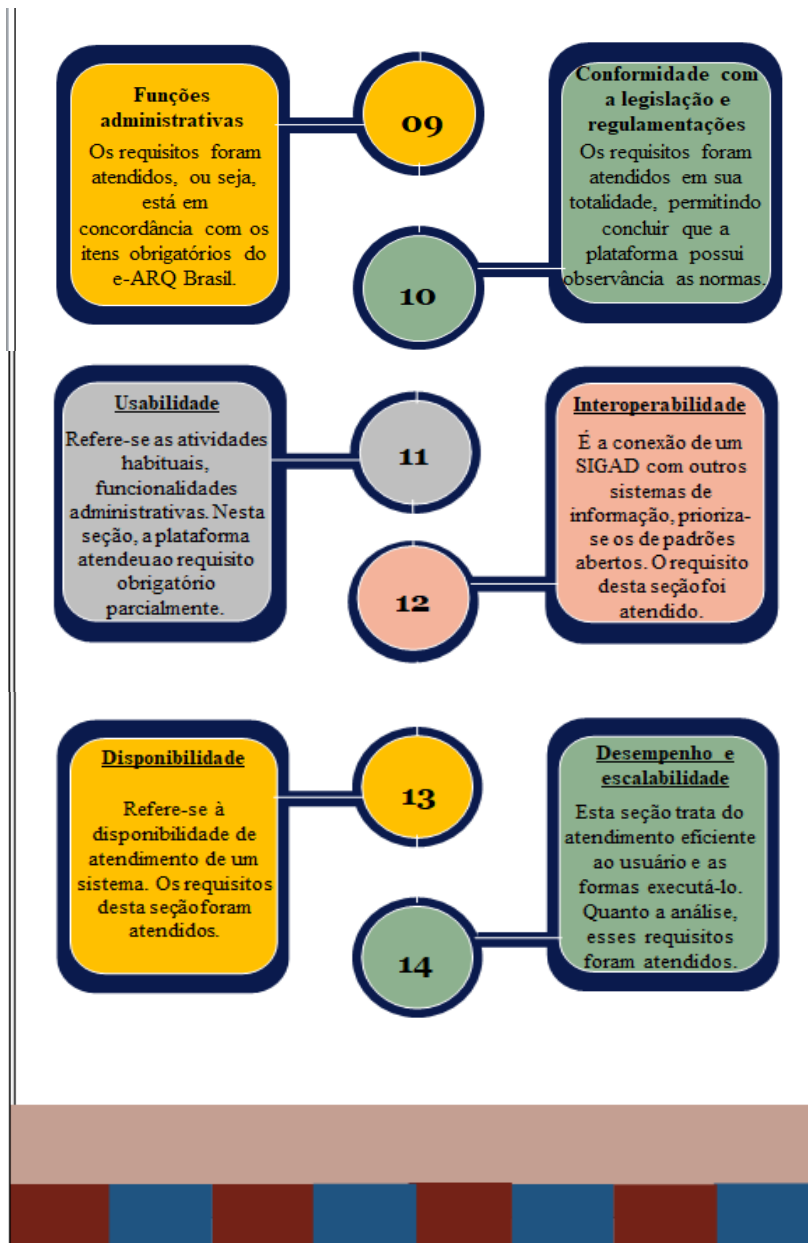 Funções
administrativas
Os requisitos foram
atendidos, ou seja,
está em
concordância com os
itens obrigatórios do
e-ARQ Brasil.
09
Conformidade com
a legislação e
regulamentações
Os requisitos foram
atendidos em sua
totalidade, permitindo
concluir que a
plataforma possui
observância as normas.
10
Usabilidade
Refere-se as atividades
habituais,
funcionalidades
administrativas. Nesta
seção, a plataforma
atendeu ao requisito
obrigatório
parcialmente.
11
Interoperabilidade
É a conexão de um
SIGAD com outros
sistemas de
informação, prioriza-
se os de padrões
abertos. O requisito
desta seção foi
atendido.
12
Disponibilidade
Refere-se à
disponibilidade de
atendimento de um
sistema. Os requisitos
desta seção foram
atendidos.
13
Desempenho e
escalabilidade
Esta seção trata do
atendimento eficiente
ao usuário e as
formas executá-lo.
Quanto a análise,
esses requisitos
foram atendidos.
14